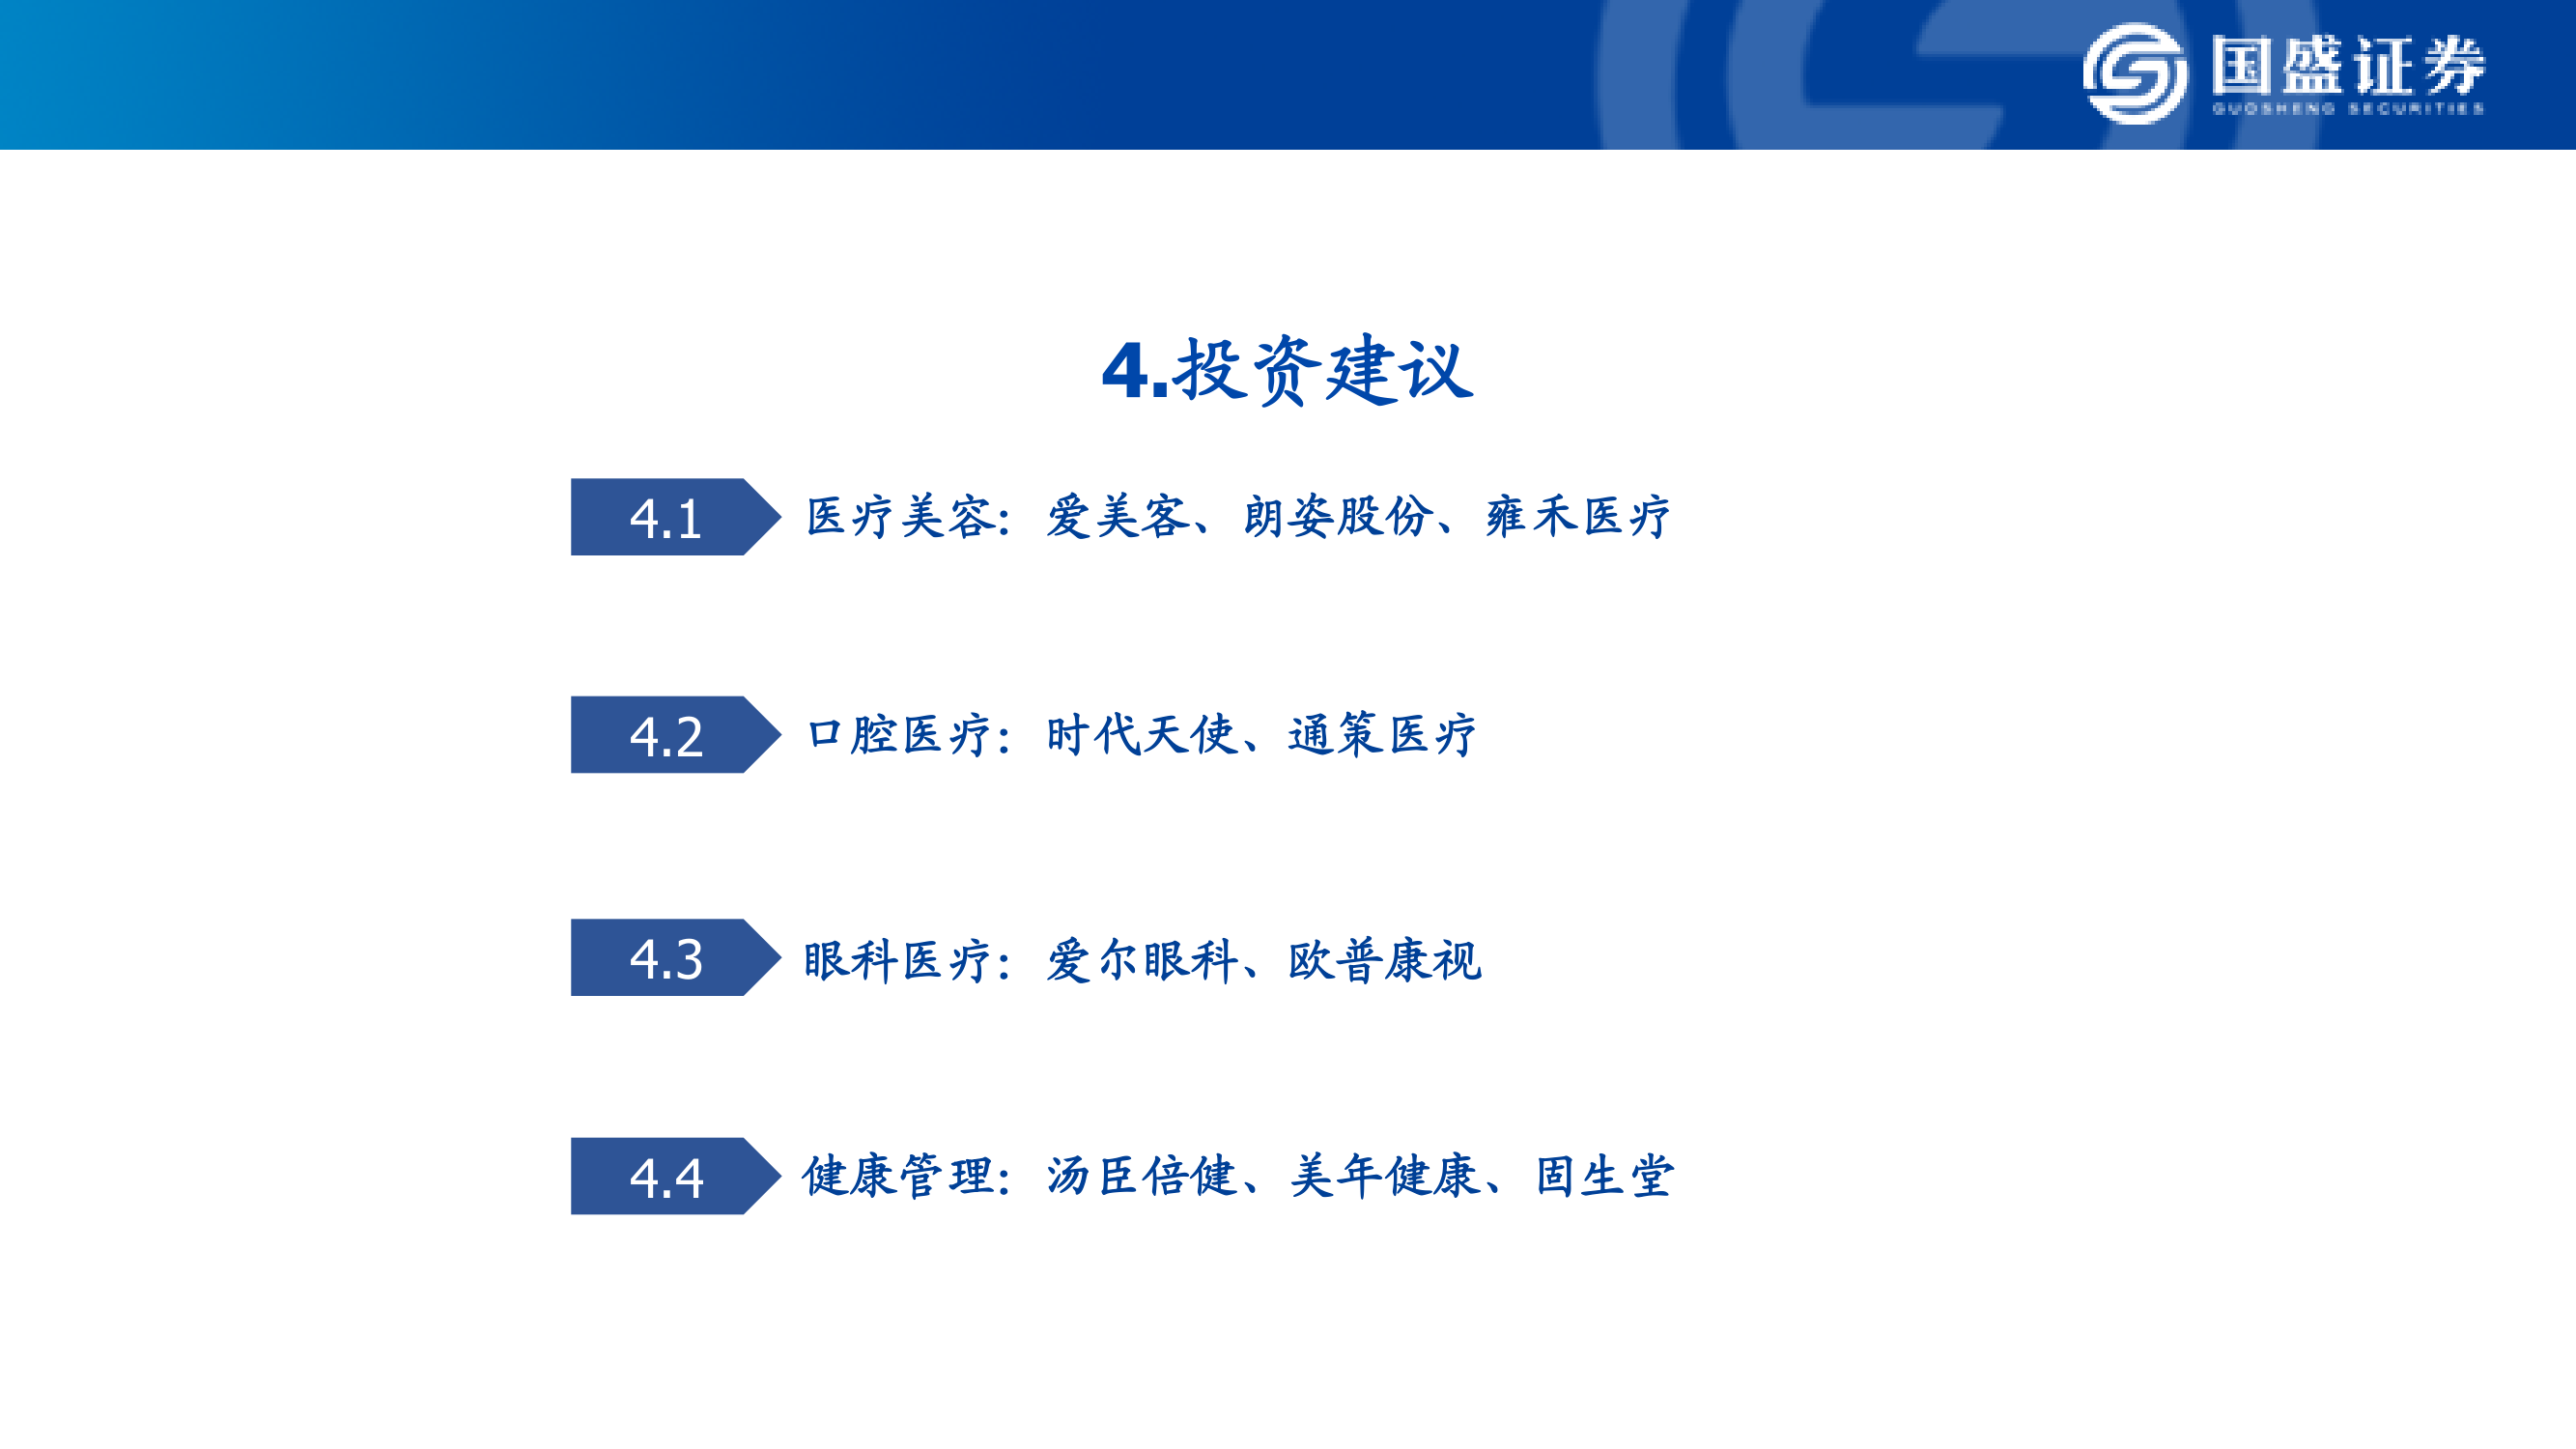 国盛证券
GUOSHENG SECURITIES
4.投资建议
4.1 医疗美容：爱美客、朗姿股份、雍禾医疗
4.2 口腔医疗：时代天使、通策医疗
4.3 眼科医疗：爱尔眼科、欧普康视
4.4 健康管理：汤臣倍健、美年健康、固生堂